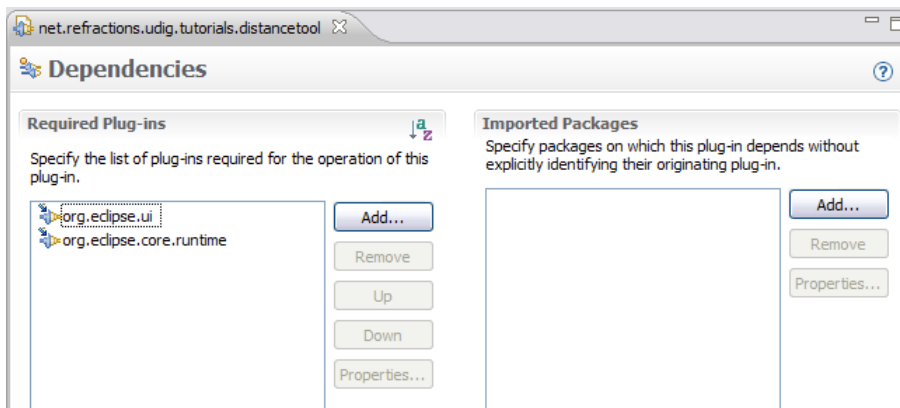 net.refractions.udig.tutorials.distancetool
Dependencies
?
Required Plug-ins
a
z
Specify the list of plug-ins required for the operation of this
plug-in.
org.eclipse.ui
org.eclipse.core.runtime
Add...
Remove
Up
Down
Properties...
Imported Packages
Specify packages on which this plug-in depends without
explicitly identifying their originating plug-in.
Add...
Remove
Properties...